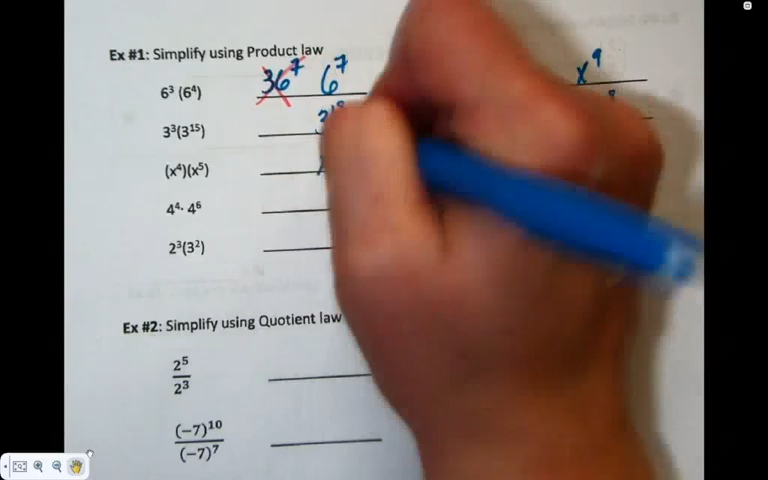 Ex #1: Simplify using Product law
6³ (6⁴) 36⁷ 6⁷ x⁹
3³(3¹⁵)
(x⁴)(x⁵)
4⁴· 4⁶
2³(3²)
Ex #2: Simplify using Quotient law
2⁵
2³
(−7)¹⁰
(−7)⁷